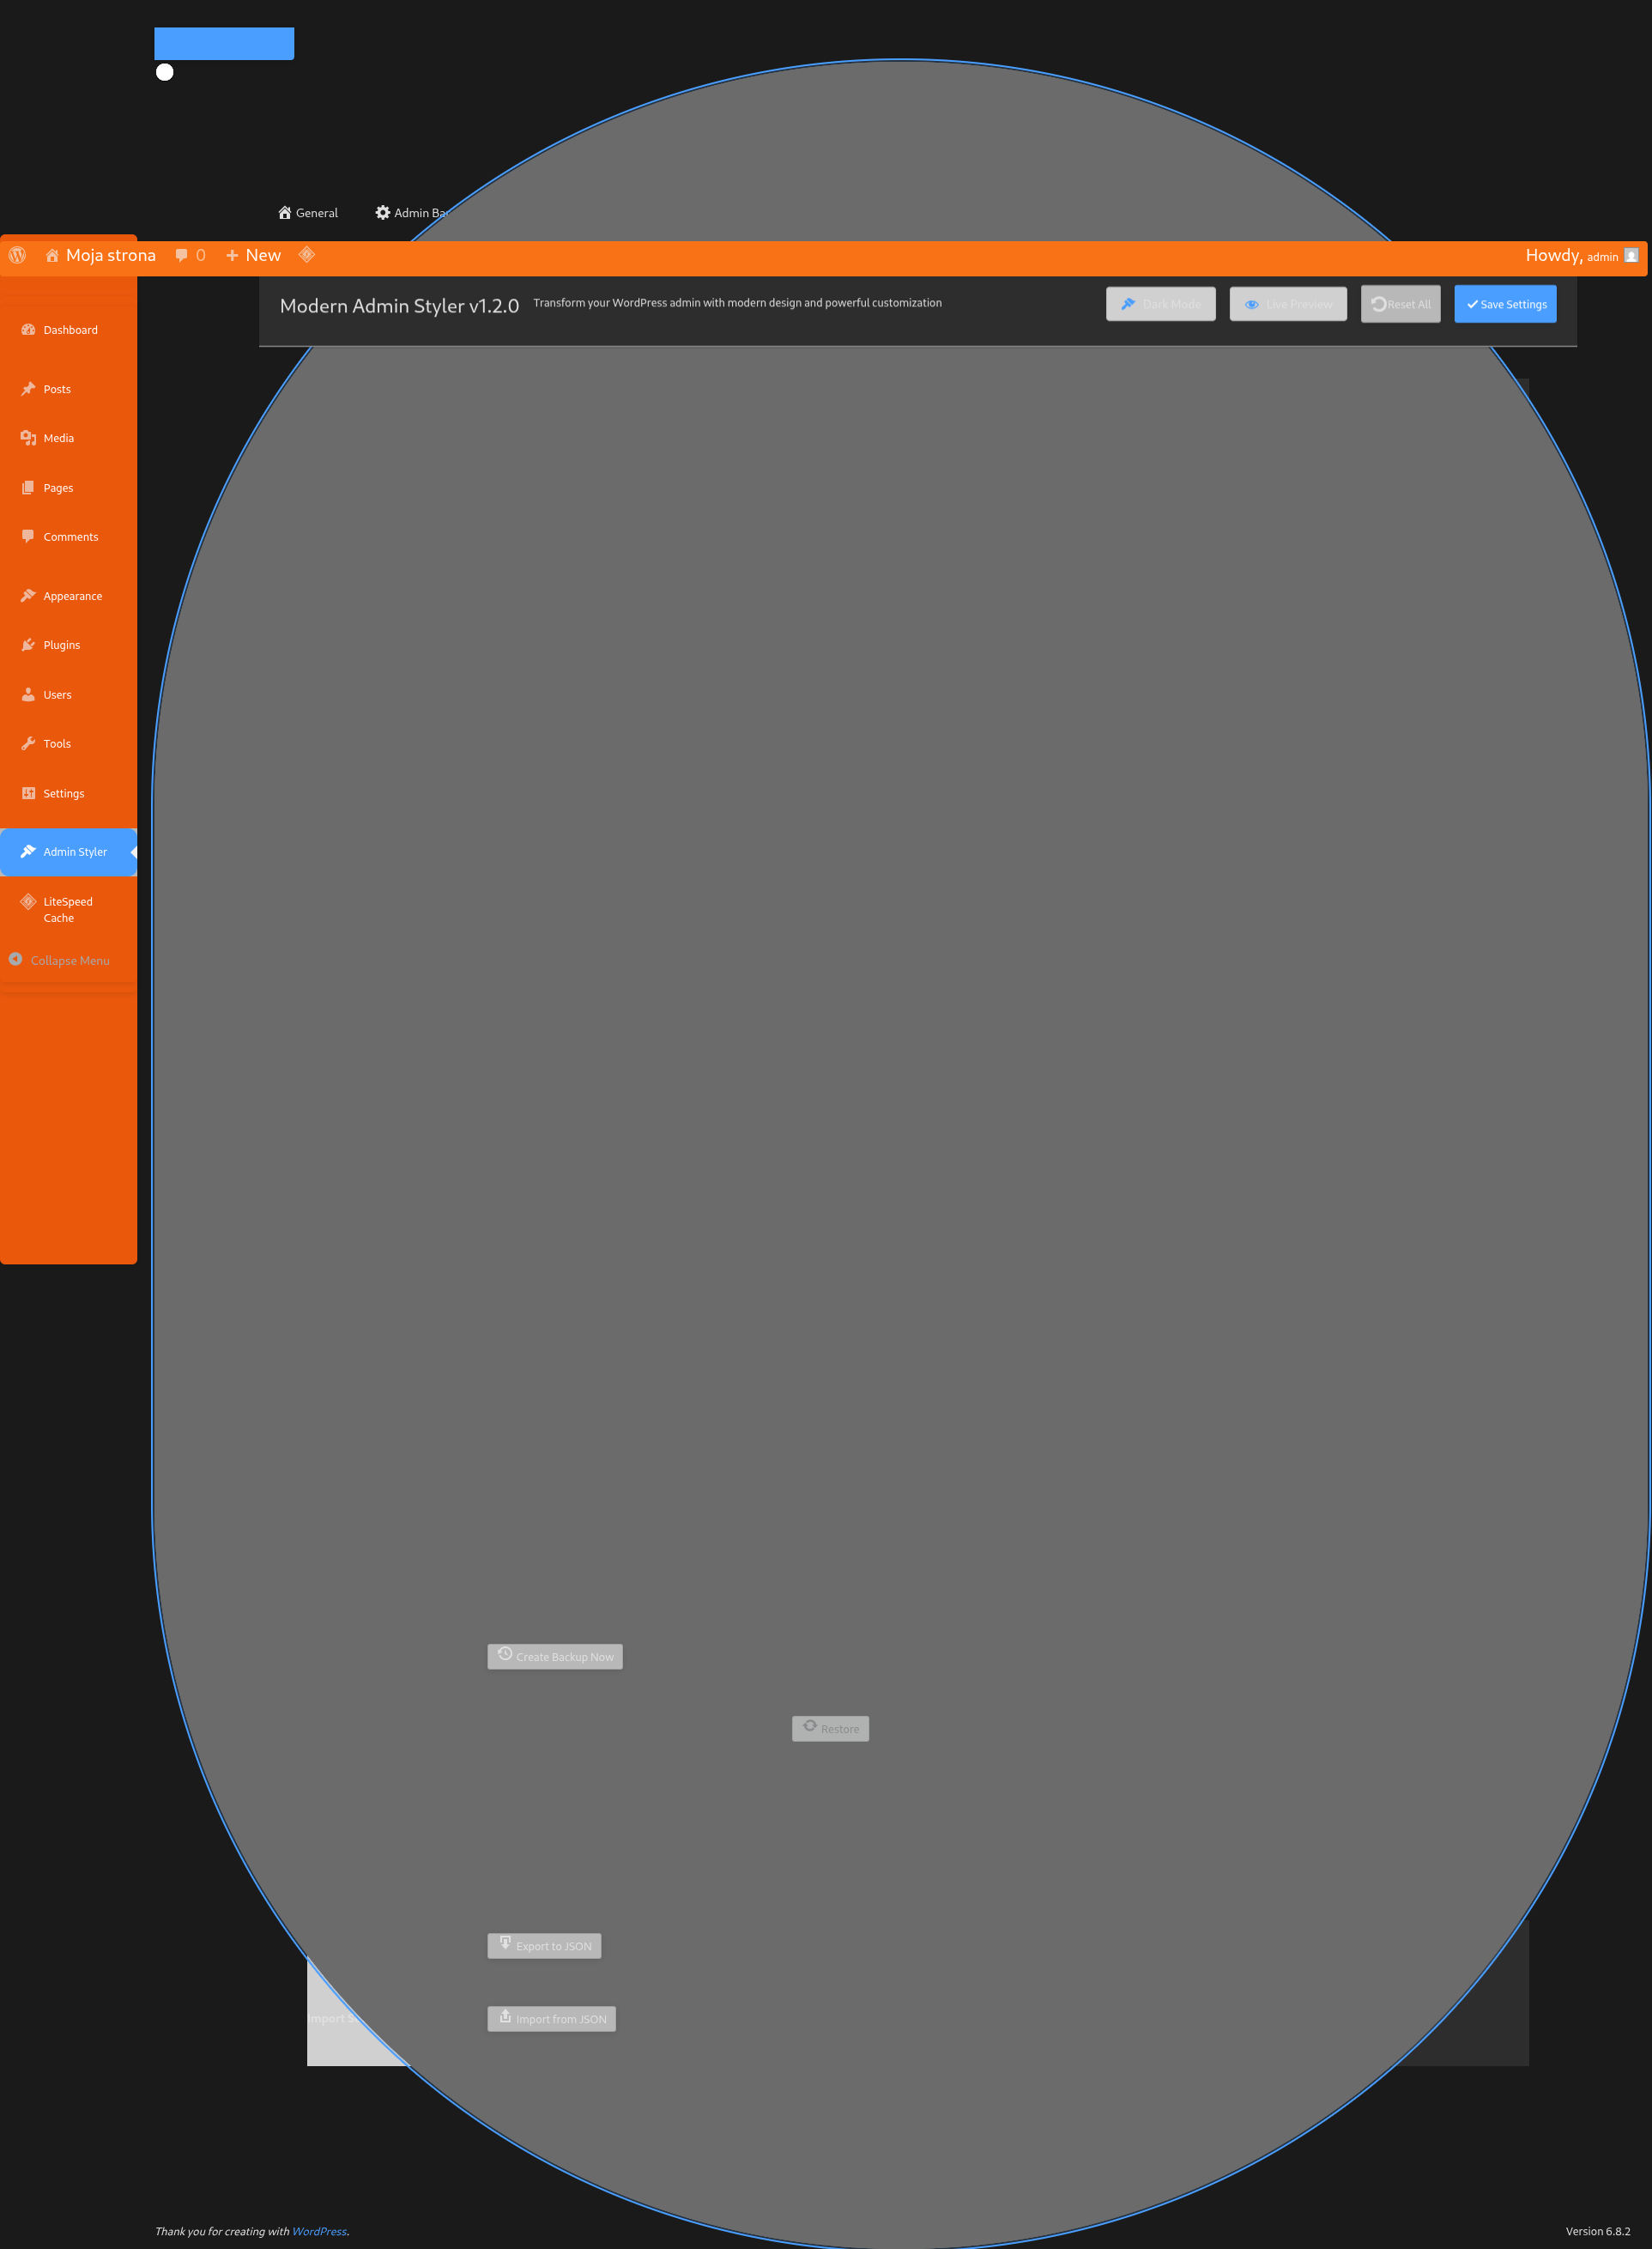 General
Admin Ba
Moja strona
0
New
Howdy, admin
Modern Admin Styler v1.2.0
Transform your WordPress admin with modern design and powerful customization
Dark Mode
Live Preview
Reset All
Save Settings
Dashboard
Posts
Media
Pages
Comments
Appearance
Plugins
Users
Tools
Settings
Admin Styler
LiteSpeed
Cache
Collapse Menu
Create Backup Now
Restore
Export to JSON
Import S
Import from JSON
Thank you for creating with WordPress.
Version 6.8.2